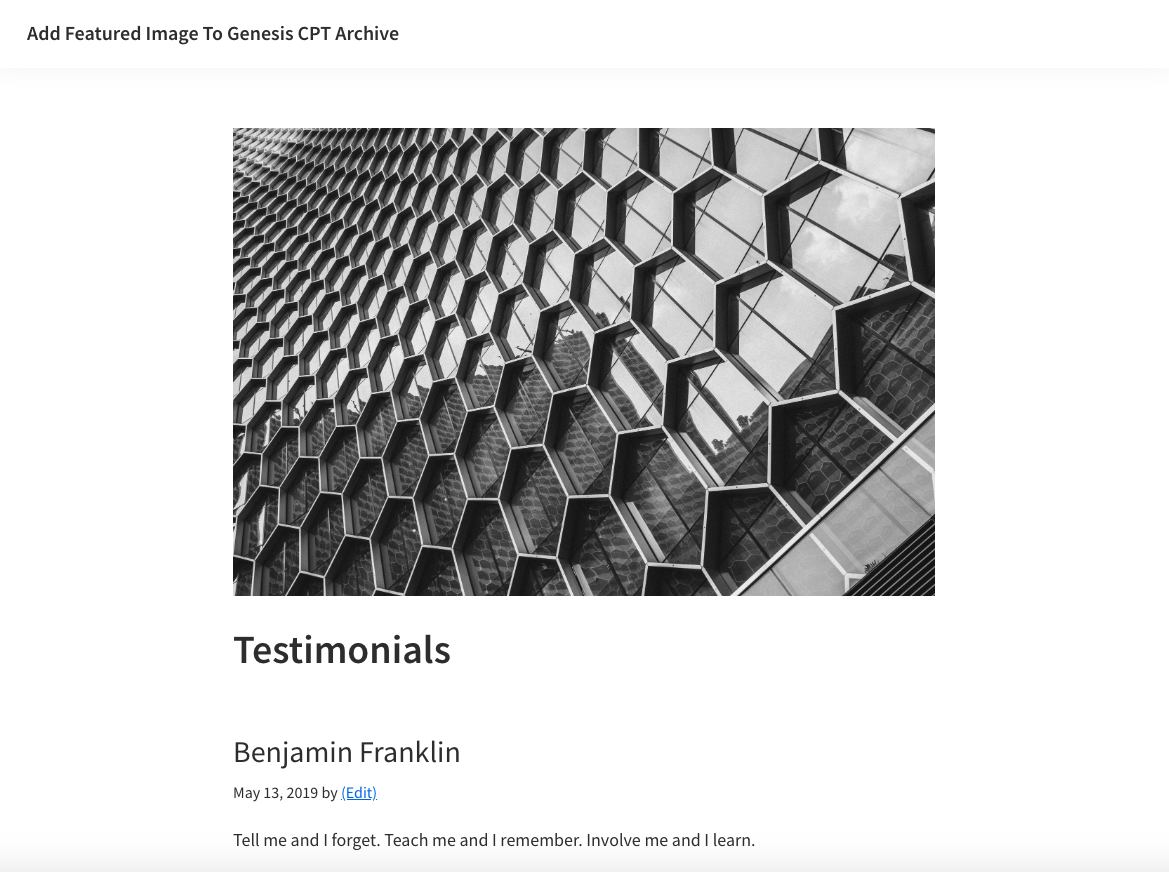 Add Featured Image To Genesis CPT Archive
Testimonials
Benjamin Franklin
May 13, 2019 by (Edit)
Tell me and I forget. Teach me and I remember. Involve me and I learn.